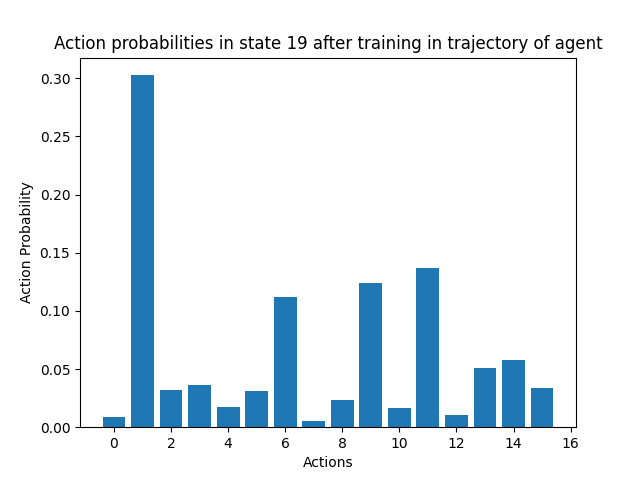 Action probabilities in state 19 after training in trajectory of agent
0.30
0.25
0.20
0.15
0.10
0.05
0.00
Action Probability
0 2 4 6 8 10 12 14 16
Actions